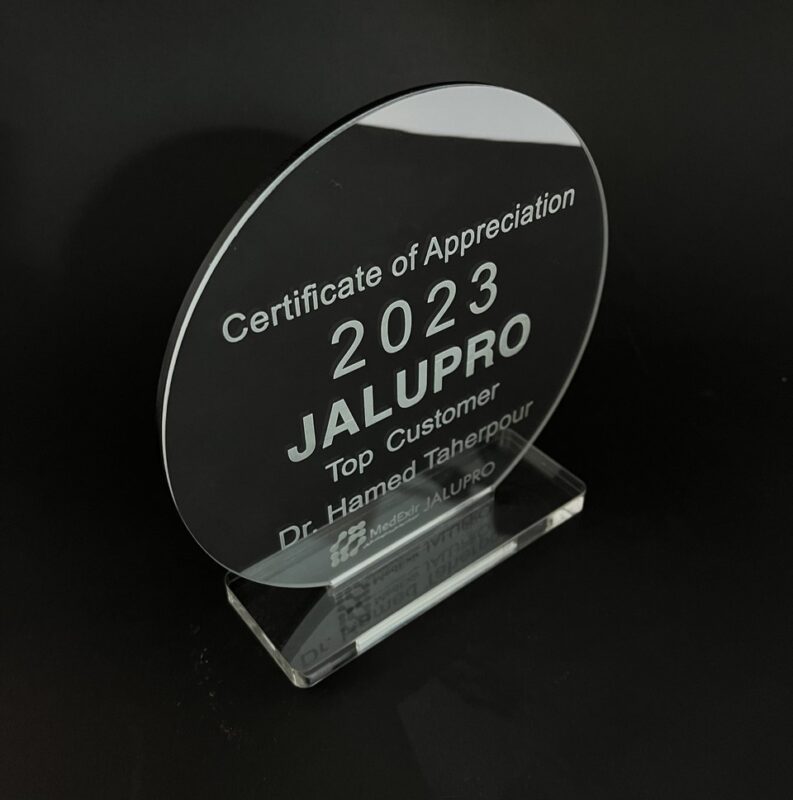 Certificate of Appreciation
2023
JALUPRO
Top Customer
Dr. Hamed Taherpour
MedExir JALUPRO